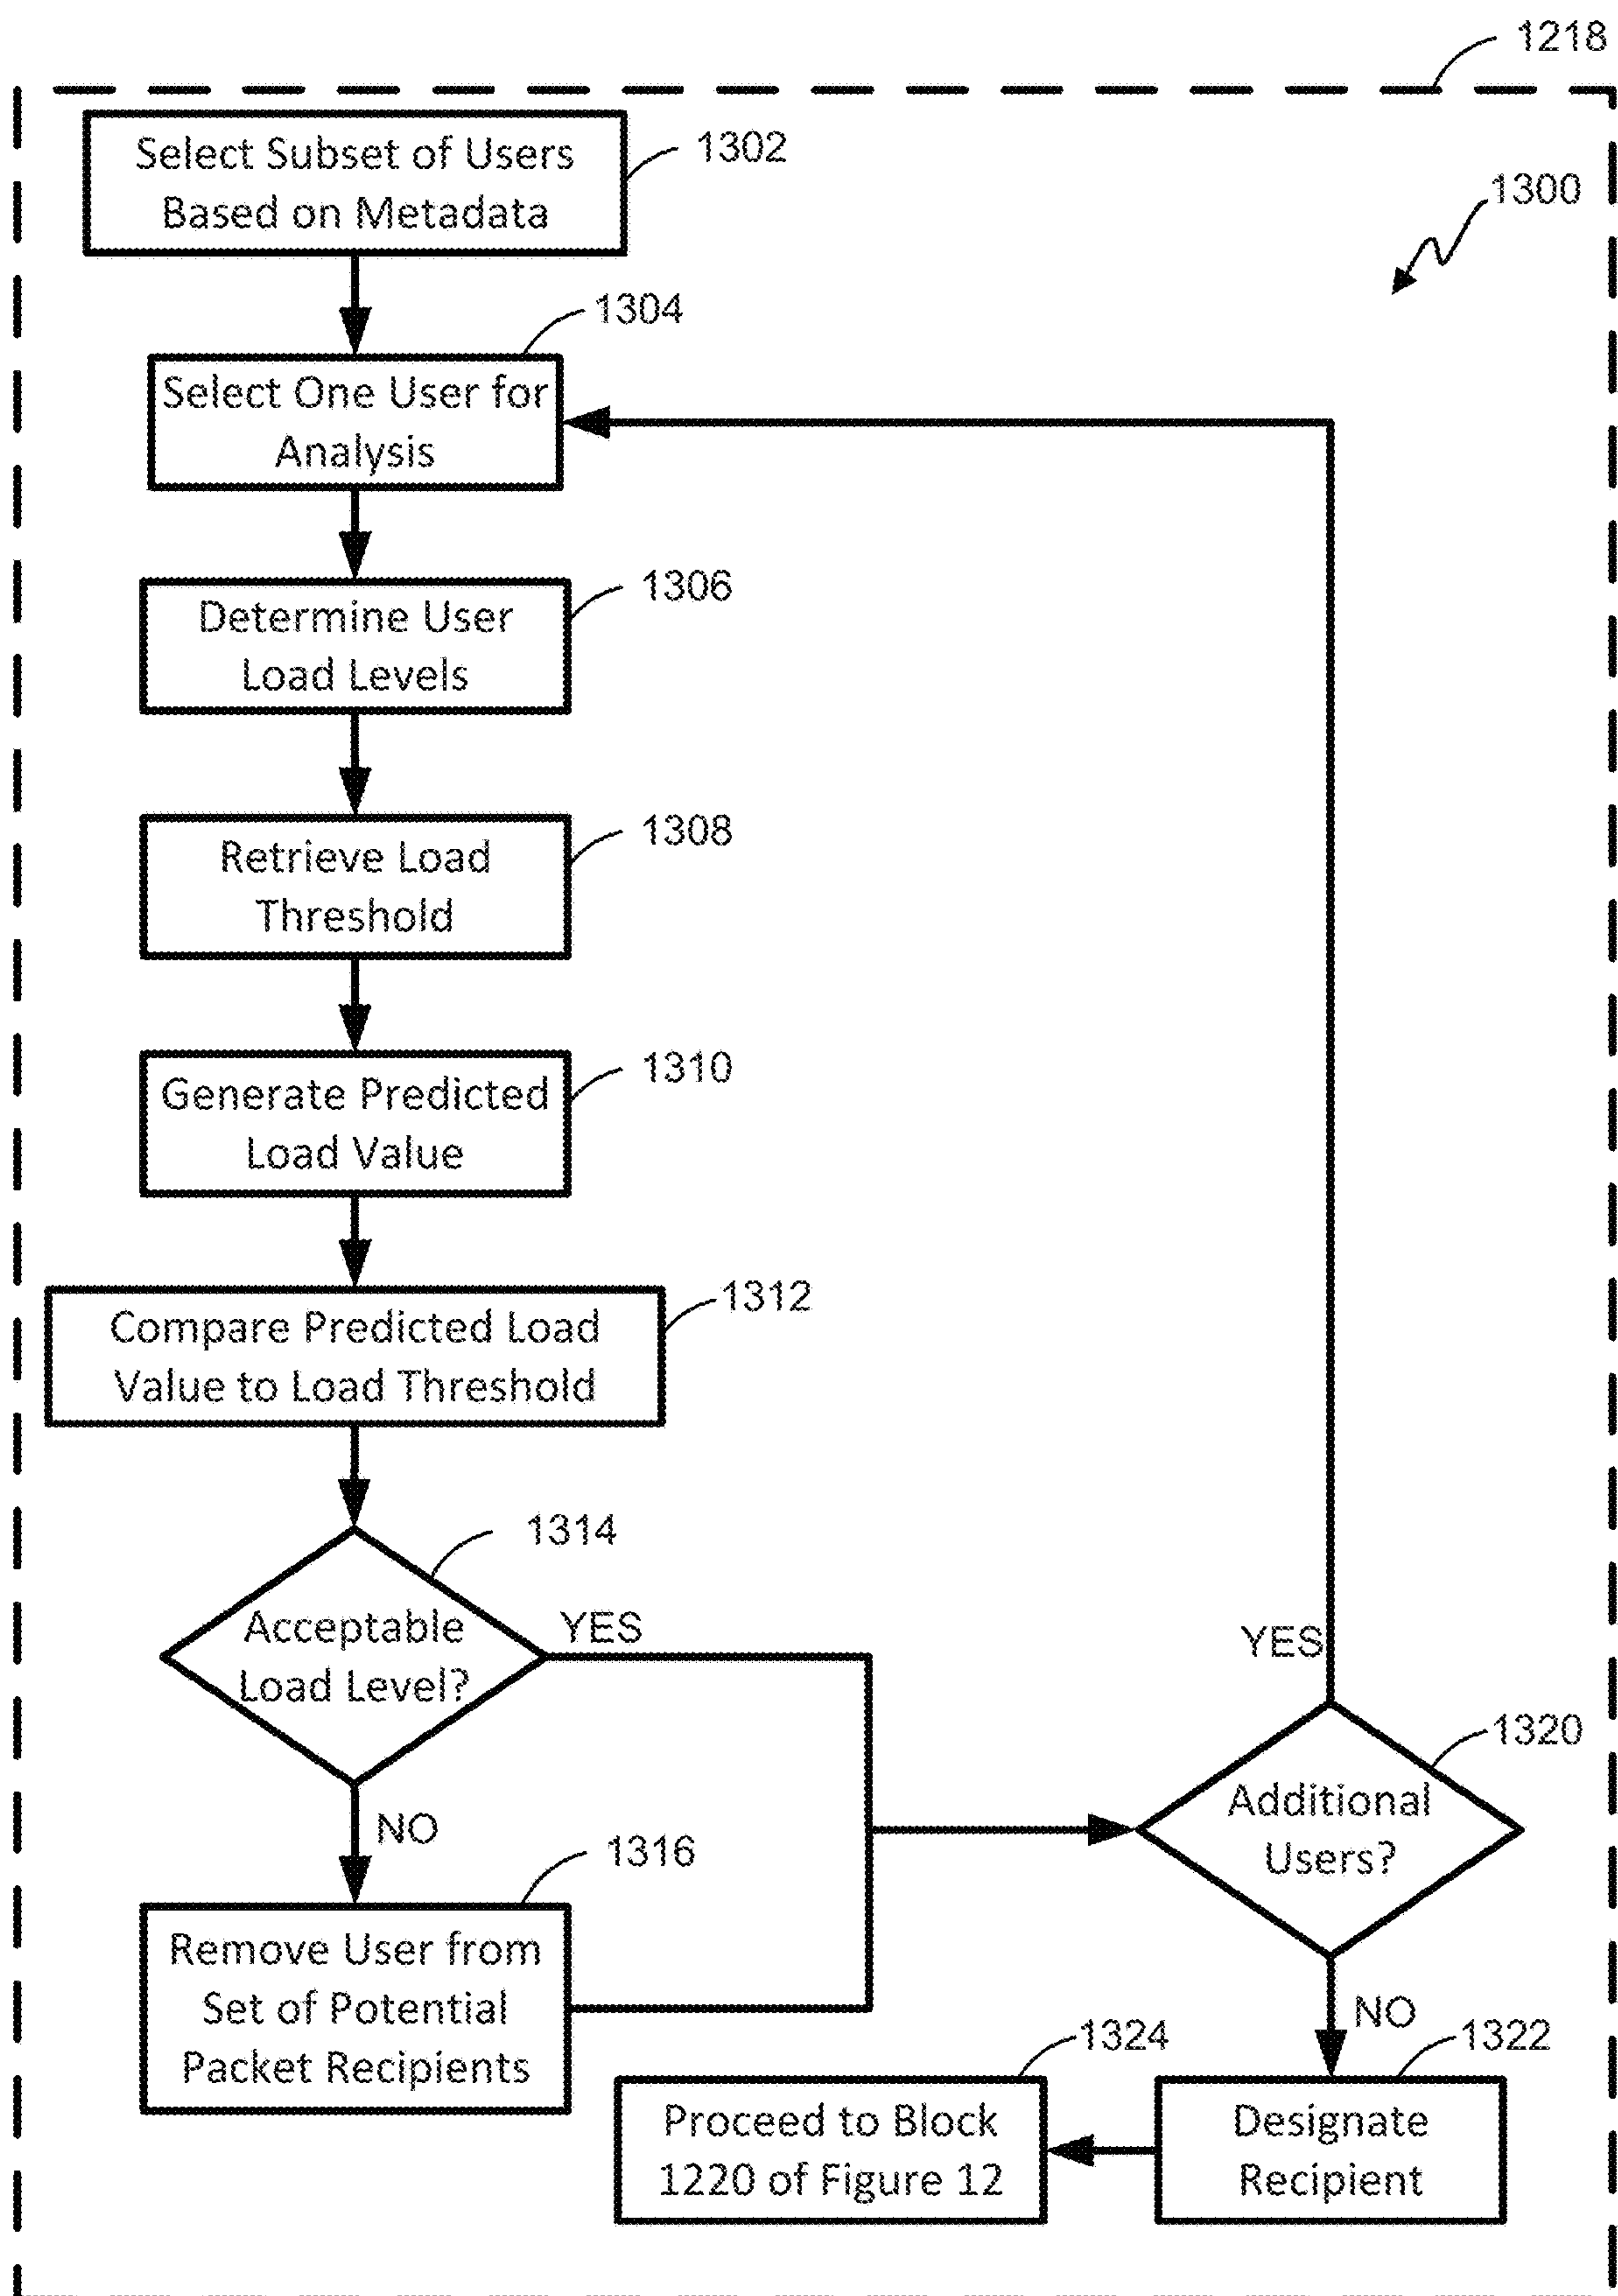 1218
Select Subset of Users
Based on Metadata
1302
1300
1304
Select One User for
Analysis
1306
Determine User
Load Levels
1308
Retrieve Load
Threshold
1310
Generate Predicted
Load Value
1312
Compare Predicted Load
Value to Load Threshold
1314
Acceptable
Load Level?
YES
YES
1320
Additional
Users?
NO
1316
Remove User from
Set of Potential
Packet Recipients
NO
1324
1322
Proceed to Block
1220 of Figure 12
Designate
Recipient